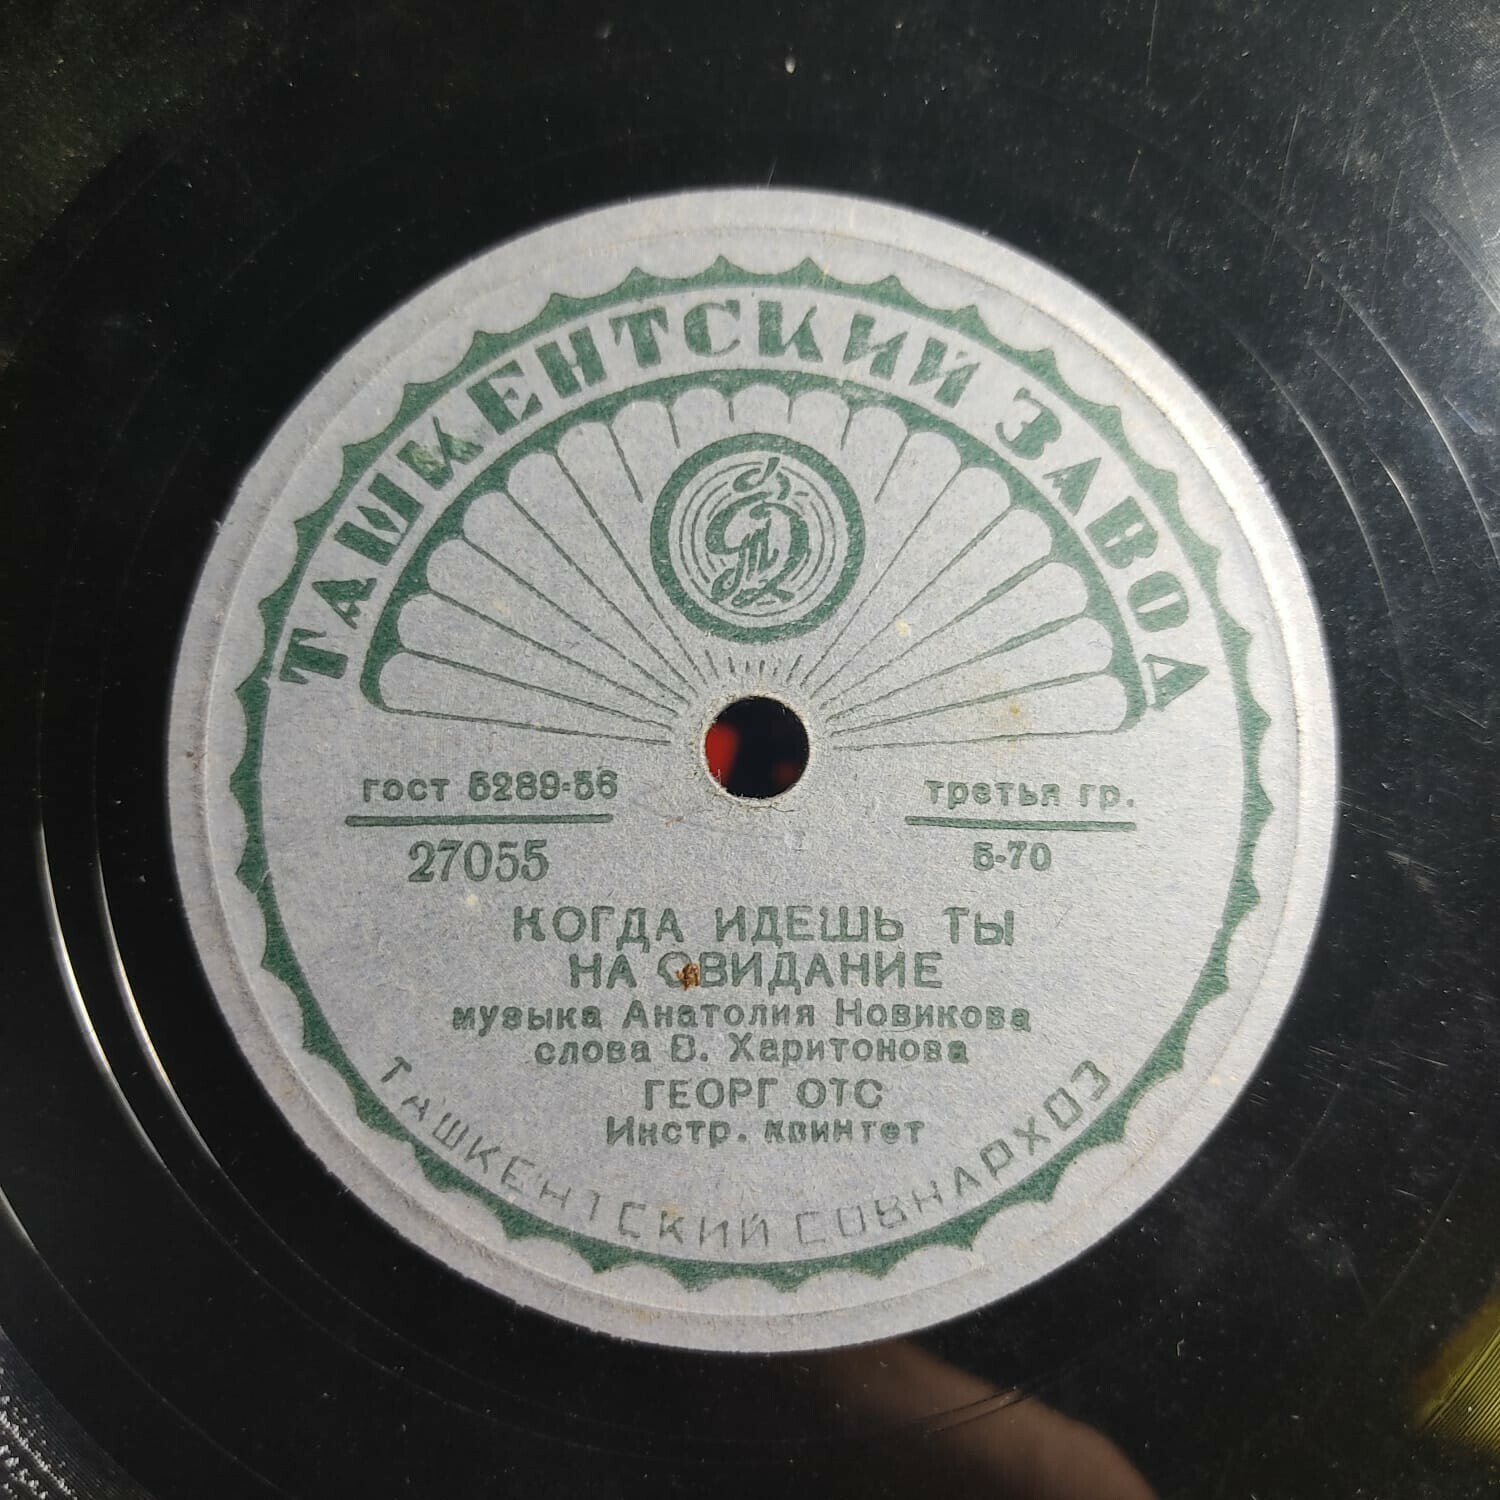 ТАШКЕНТСКИЙ ЗАВОД
гост 5289-56
третья гр.
27055
5-70
КОГДА ИДЕШЬ ТЫ
НА СВИДАНИЕ
музыка Анатолия Новикова
слова В. Харитонова
ГЕОРГ ОТС
Инстр. квинтет
ТАШКЕНТСКИЙ СОВНАРХОЗ